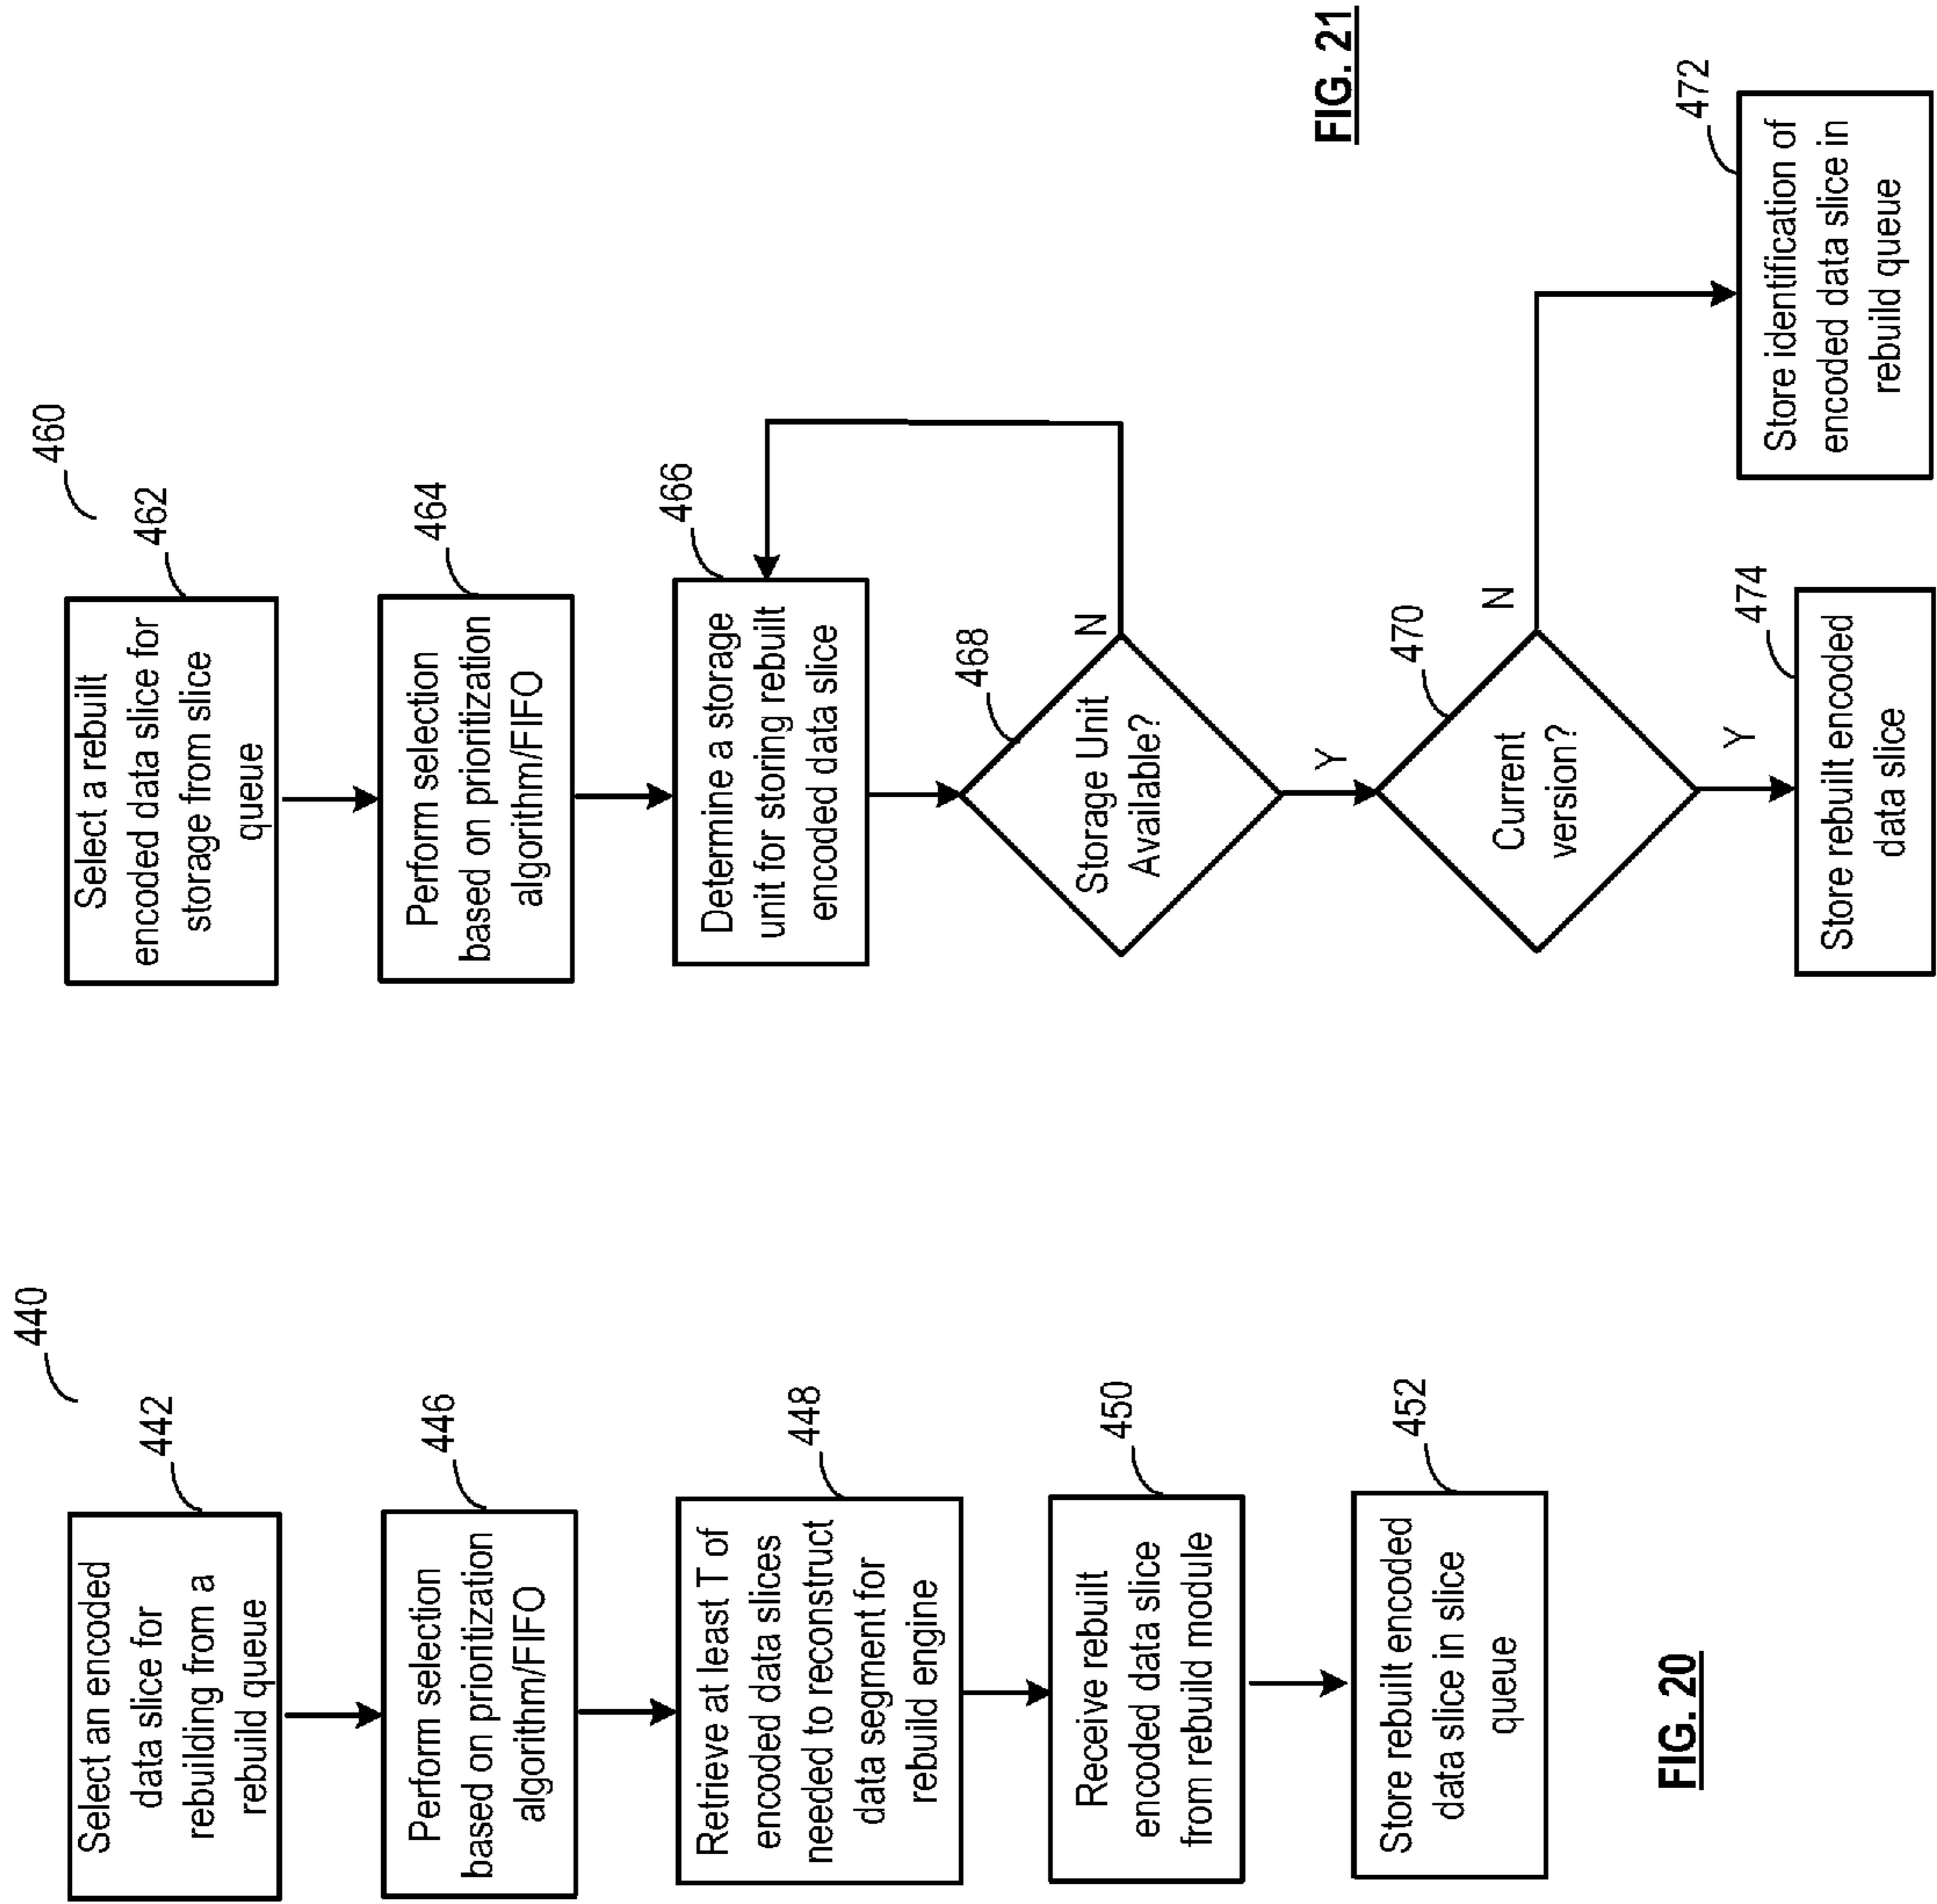 440
442
Select an encoded
data slice for
rebuilding from a
rebuild queue
446
Perform selection
based on prioritization
algorithm/FIFO
448
Retrieve at least T of
encoded data slices
needed to reconstruct
data segment for
rebuild engine
450
Receive rebuilt
encoded data slice
from rebuild module
452
Store rebuilt encoded
data slice in slice
queue
FIG. 20
460
462
Select a rebuilt
encoded data slice for
storage from slice
queue
464
Perform selection
based on prioritization
algorithm/FIFO
466
Determine a storage
unit for storing rebuilt
encoded data slice
468
Storage Unit
Available?
N
Y
470
Current
version?
N
Y
472
Store identification of
encoded data slice in
rebuild queue
474
Store rebuilt encoded
data slice
FIG. 21